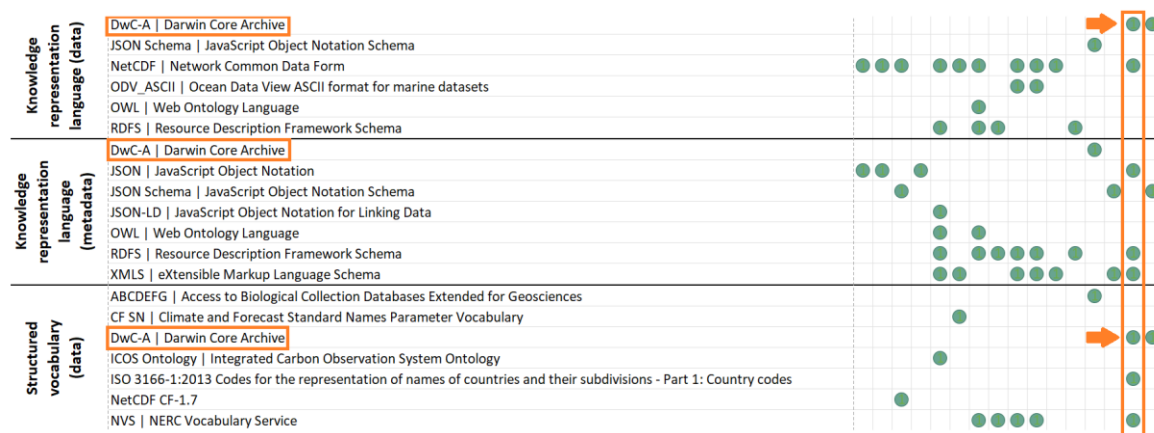 Knowledge
representation
language (data)
DwC-A | Darwin Core Archive
JSON Schema | JavaScript Object Notation Schema
NetCDF | Network Common Data Form
ODV_ASCII | Ocean Data View ASCII format for marine datasets
OWL | Web Ontology Language
RDFS | Resource Description Framework Schema
Knowledge
representation
language
(metadata)
DwC-A | Darwin Core Archive
JSON | JavaScript Object Notation
JSON Schema | JavaScript Object Notation Schema
JSON-LD | JavaScript Object Notation for Linking Data
OWL | Web Ontology Language
RDFS | Resource Description Framework Schema
XMLS | eXtensible Markup Language Schema
Structured
vocabulary
(data)
ABCDEFG | Access to Biological Collection Databases Extended for Geosciences
CF SN | Climate and Forecast Standard Names Parameter Vocabulary
DwC-A | Darwin Core Archive
ICOS Ontology | Integrated Carbon Observation System Ontology
ISO 3166-1:2013 Codes for the representation of names of countries and their subdivisions - Part 1: Country codes
NetCDF CF-1.7
NVS | NERC Vocabulary Service